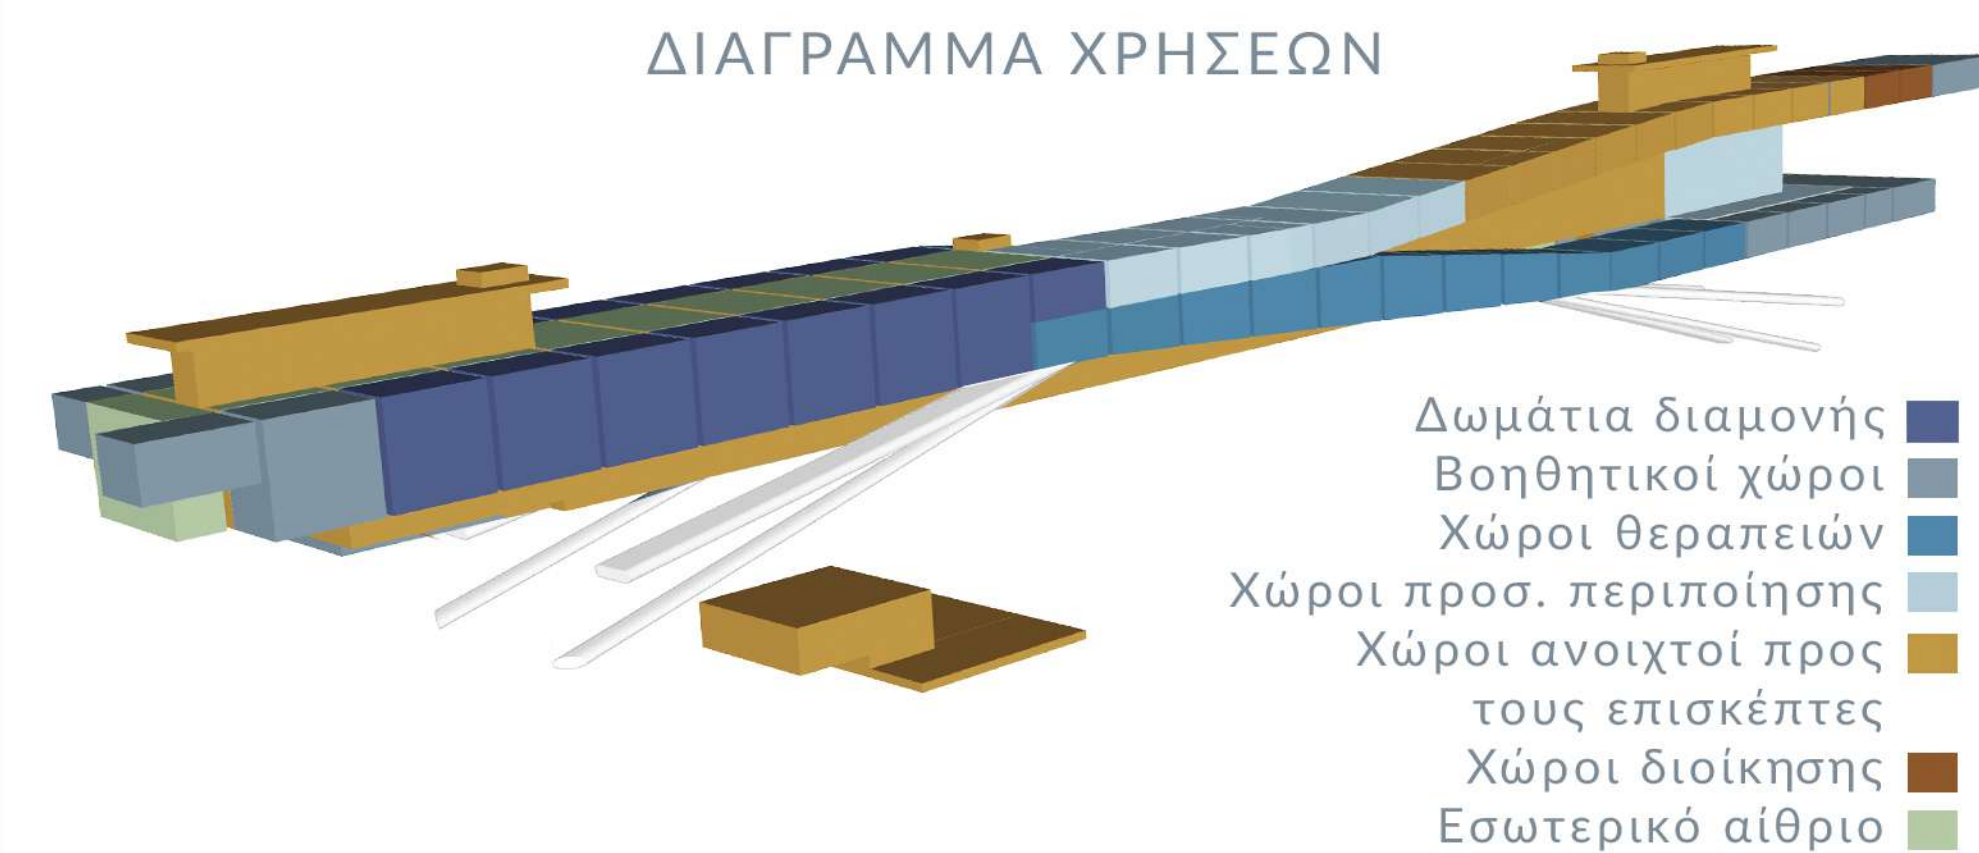 ΔΙΑΓΡΑΜΜΑ ΧΡΗΣΕΩΝ
Δωμάτια διαμονής
Βοηθητικοί χώροι
Χώροι θεραπειών
Χώροι προσ. περιποίησης
Χώροι ανοιχτοί προς
τους επισκέπτες
Χώροι διοίκησης
Εσωτερικό αίθριο